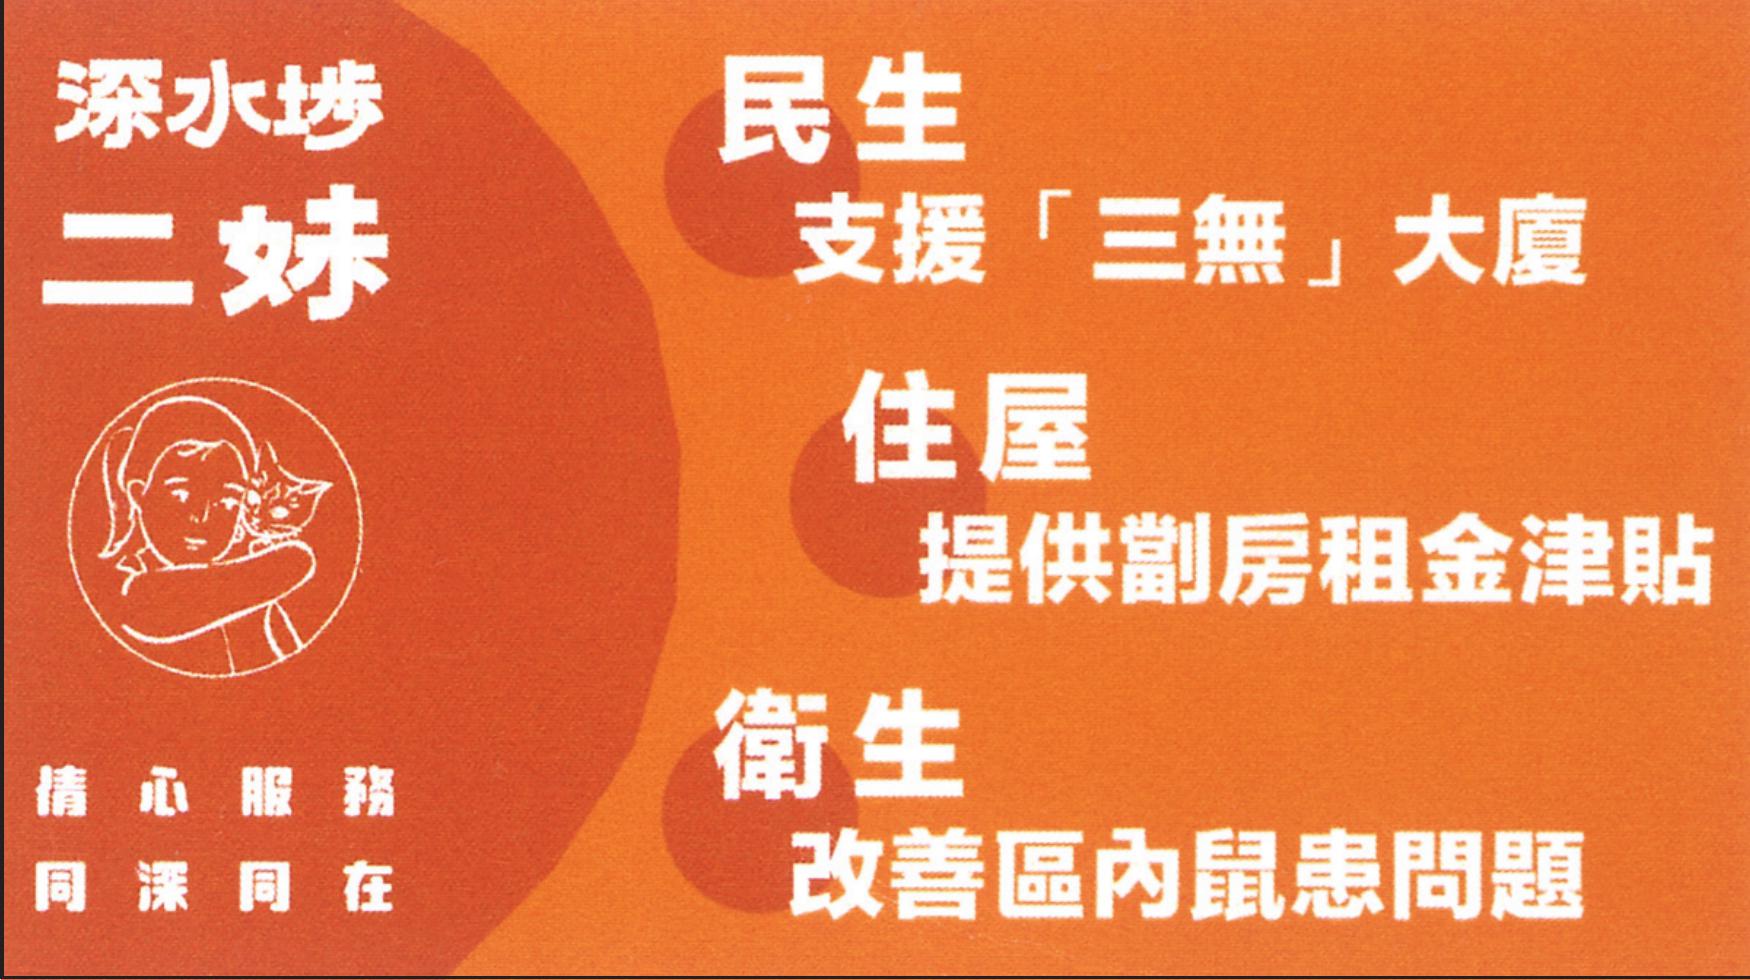 深水埗
二妹
倩心服務
同深同在
民生
支援「三無」大廈
住屋
提供劏房租金津貼
衛生
改善區內鼠患問題